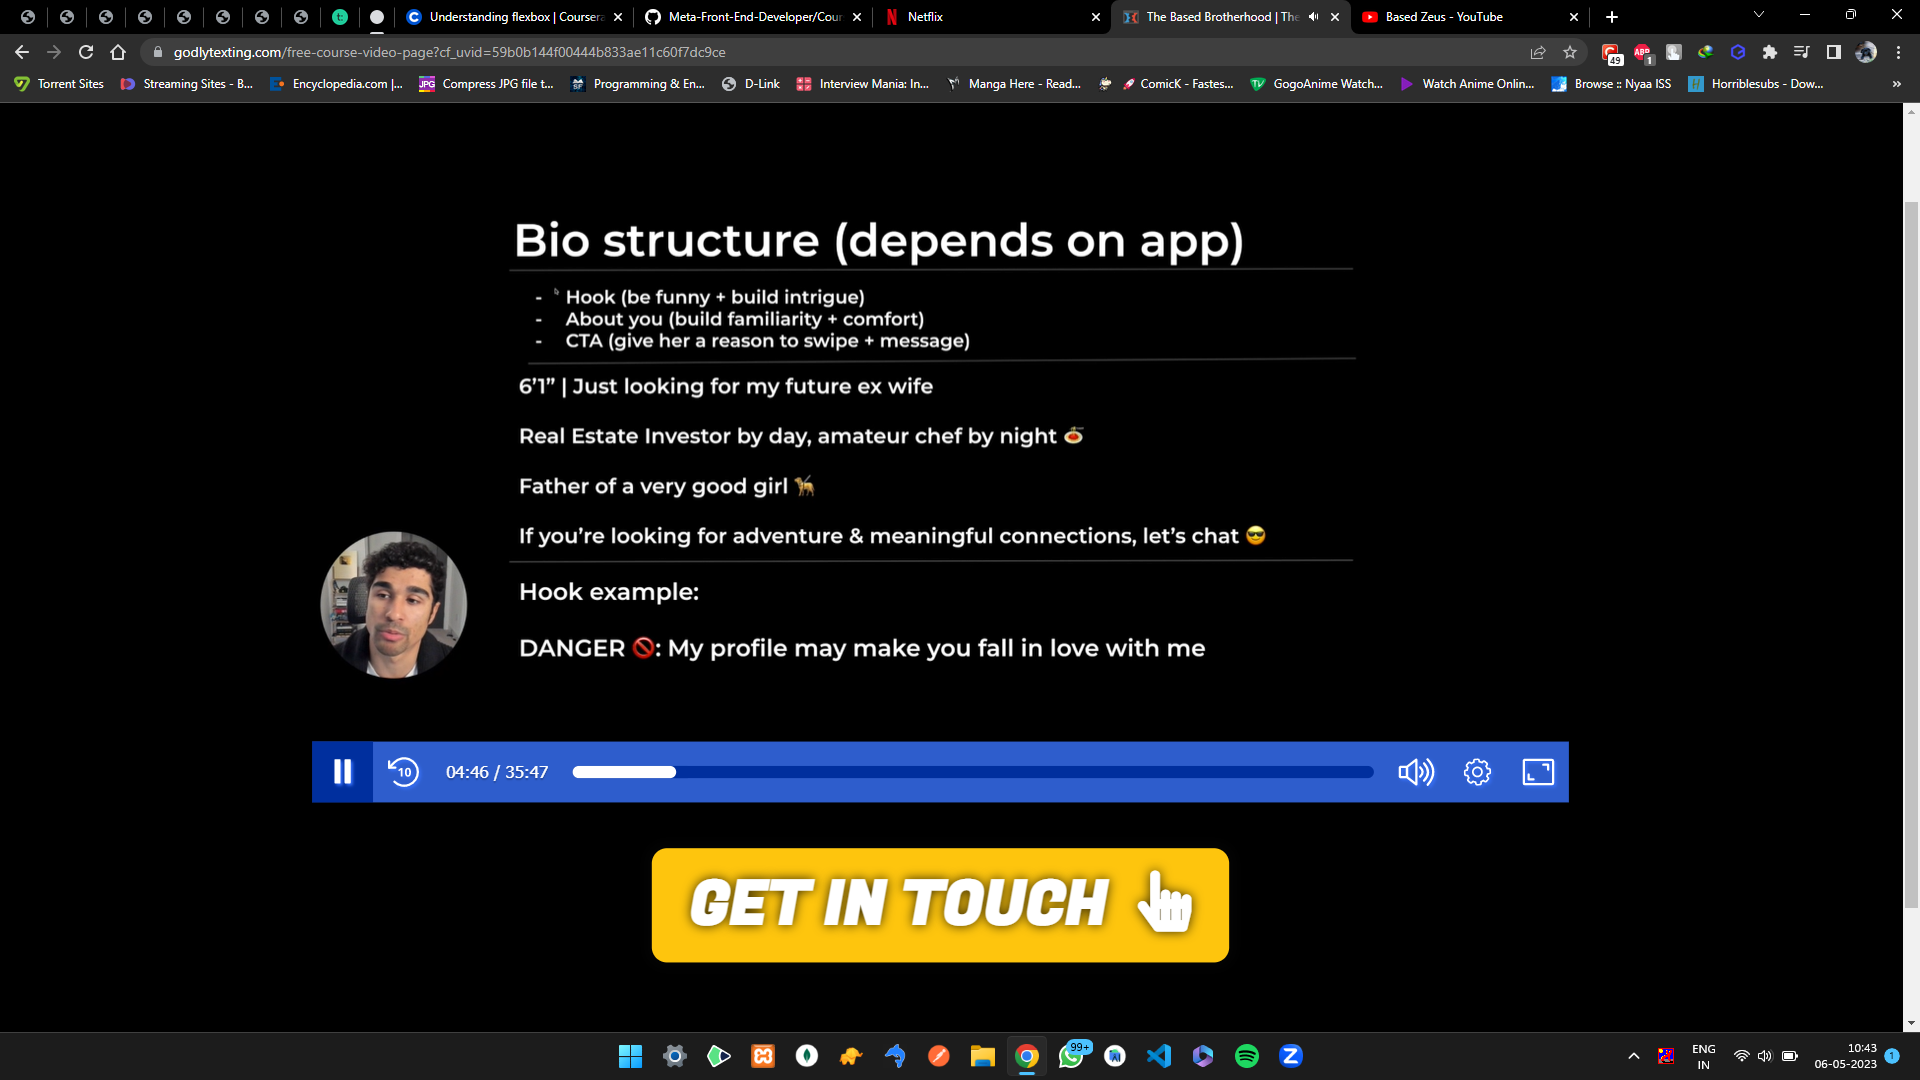 Understanding flexbox | Courser
Meta-Front-End-Developer/Cour
Netflix
The Based Brotherhood | The
Based Zeus - YouTube
godlytexting.com/free-course-video-page?cf_uvid=59b0b144f00444b833ae11c60f7dc9ce
49
ABP
1
Torrent Sites
Streaming Sites - B...
Encyclopedia.com |...
JPG
Compress JPG file t...
Programming & En...
D-Link
Interview Mania: In...
Manga Here - Read...
ComicK - Fastes...
GogoAnime Watch...
Watch Anime Onlin...
Browse :: Nyaa ISS
Horriblesubs - Dow...
»
Bio structure (depends on app)
- Hook (be funny + build intrigue)
- About you (build familiarity + comfort)
- CTA (give her a reason to swipe + message)
6’1” | Just looking for my future ex wife
Real Estate Investor by day, amateur chef by night 🍝
Father of a very good girl 🐕‍🦺
If you’re looking for adventure & meaningful connections, let’s chat 😎
Hook example:
DANGER 🚫: My profile may make you fall in love with me
10
04:46 / 35:47
GET IN TOUCH
99+
ENG
IN
10:43
06-05-2023
1